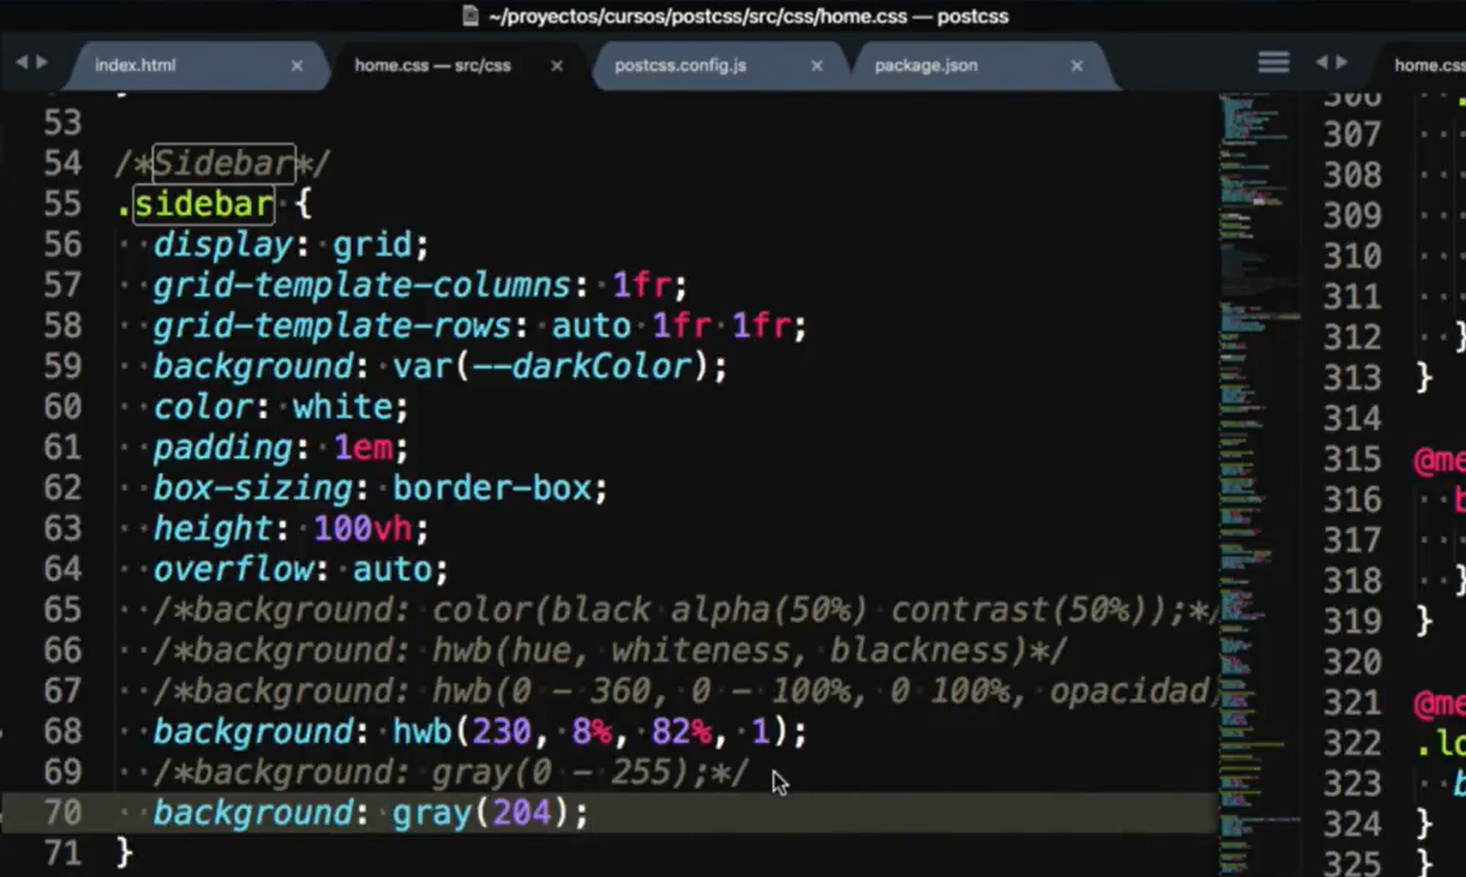 ~/proyectos/cursos/postcss/src/css/home.css — postcss
index.html × home.css — src/css × postcss.config.js × package.json × home.css
53
54 /*Sidebar*/
55 .sidebar {
56 display: grid;
57 grid-template-columns: 1fr;
58 grid-template-rows: auto 1fr 1fr;
59 background: var(--darkColor);
60 color: white;
61 padding: 1em;
62 box-sizing: border-box;
63 height: 100vh;
64 overflow: auto;
65 /*background: color(black alpha(50%) contrast(50%));*/
66 /*background: hwb(hue, whiteness, blackness)*/
67 /*background: hwb(0 - 360, 0 - 100%, 0 100%, opacidad)
68 background: hwb(230, 8%, 82%, 1);
69 /*background: gray(0 - 255);*/
70 background: gray(204);
71 }
306 .
307
308
309
310
311
312 }
313 }
314
315 @me
316 b
317
318 }
319 }
320
321 @me
322 .lo
323 b
324 }
325 }